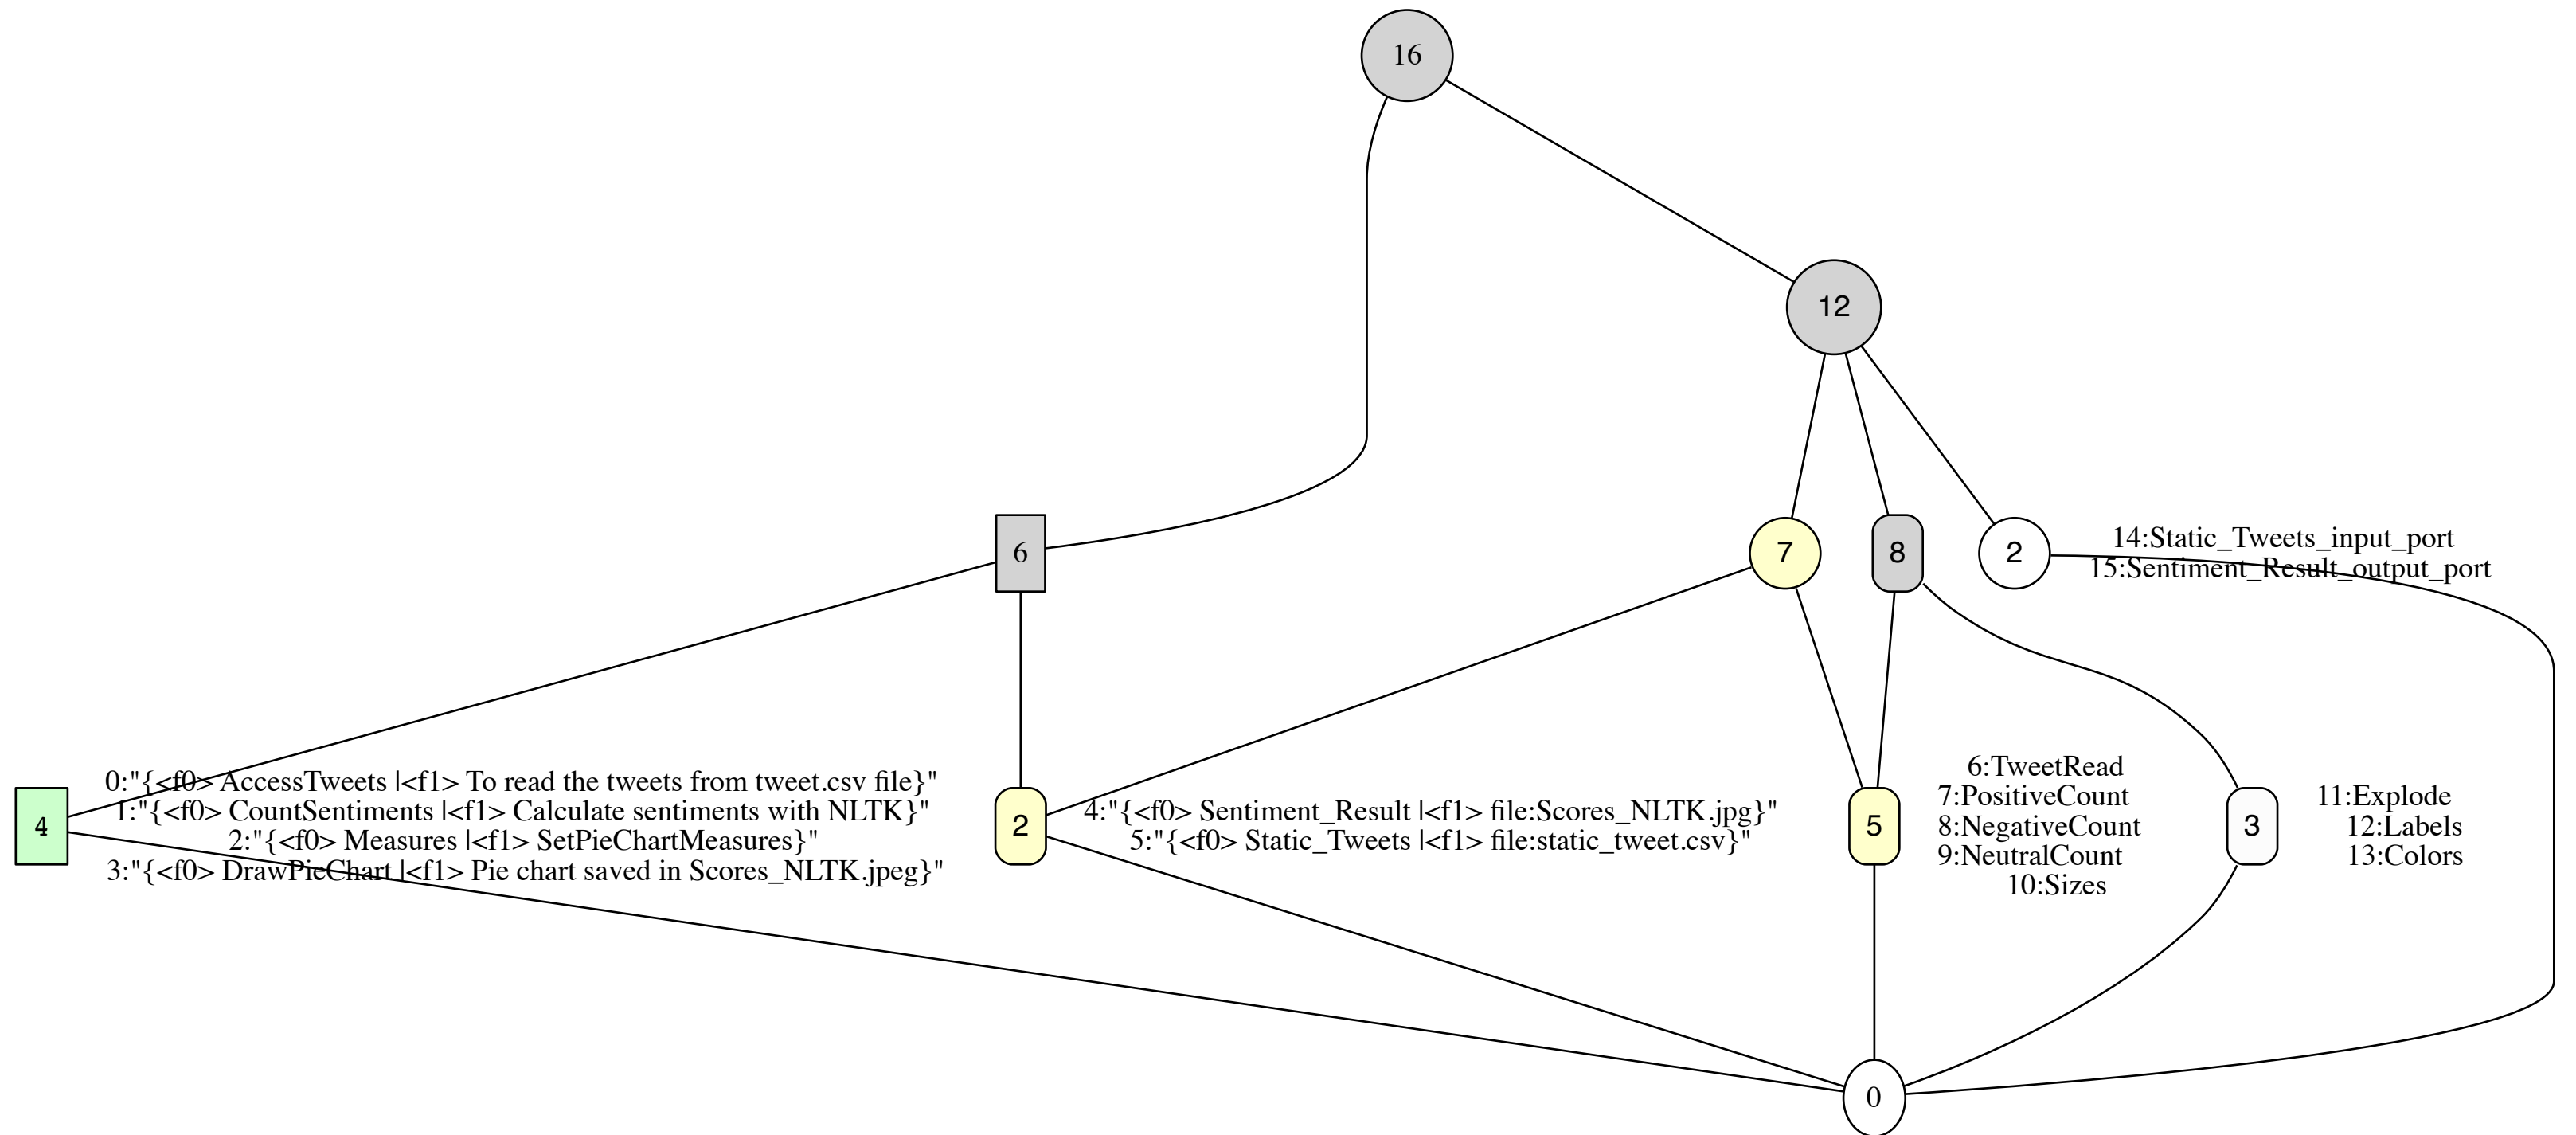 16
12
6
7
8
2
14:Static_Tweets_input_port
15:Sentiment_Result_output_port
4
0:"{<f0> AccessTweets |<f1> To read the tweets from tweet.csv file}"
1:"{<f0> CountSentiments |<f1> Calculate sentiments with NLTK}"
2:"{<f0> Measures |<f1> SetPieChartMeasures}"
3:"{<f0> DrawPieChart |<f1> Pie chart saved in Scores_NLTK.jpeg}"
2
4:"{<f0> Sentiment_Result |<f1> file:Scores_NLTK.jpg}"
5:"{<f0> Static_Tweets |<f1> file:static_tweet.csv}"
5
6:TweetRead
7:PositiveCount
8:NegativeCount
9:NeutralCount
10:Sizes
3
11:Explode
12:Labels
13:Colors
0